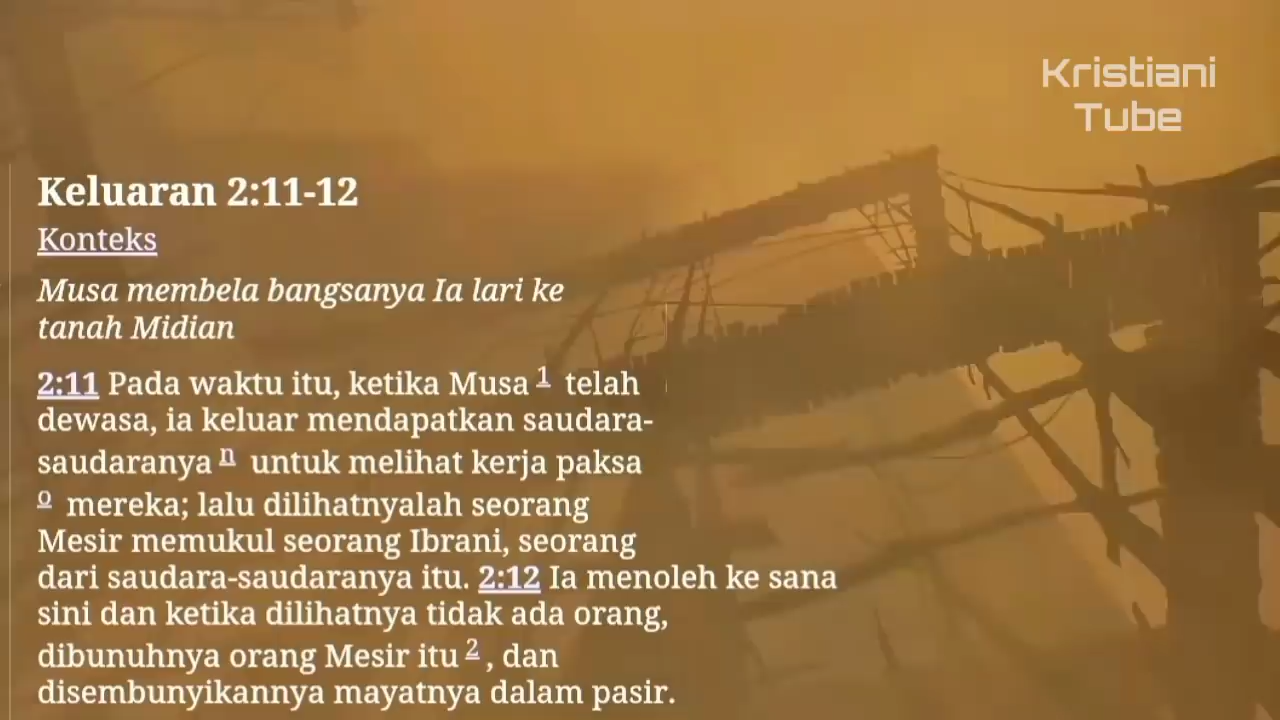 Kristiani
Tube
Keluaran 2:11-12
Konteks
Musa membela bangsanya Ia lari ke
tanah Midian
2:11 Pada waktu itu, ketika Musa 1 telah
dewasa, ia keluar mendapatkan saudara-
saudaranya n untuk melihat kerja paksa
o mereka; lalu dilihatnyalah seorang
Mesir memukul seorang Ibrani, seorang
dari saudara-saudaranya itu. 2:12 Ia menoleh ke sana
sini dan ketika dilihatnya tidak ada orang,
dibunuhnya orang Mesir itu 2 , dan
disembunyikannya mayatnya dalam pasir.